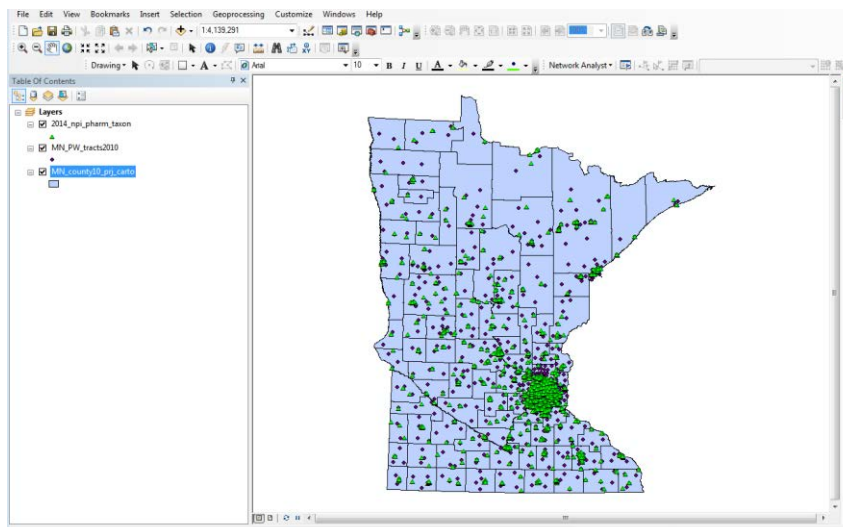 File Edit View Bookmarks Insert Selection Geoprocessing Customize Windows Help
1:4,139,291
Drawing A Arial 10 B I U A Network Analyst
Table Of Contents
Layers
2014_npi_pharm_taxon
MN_PW_tracts2010
MN_county10_prj_carto